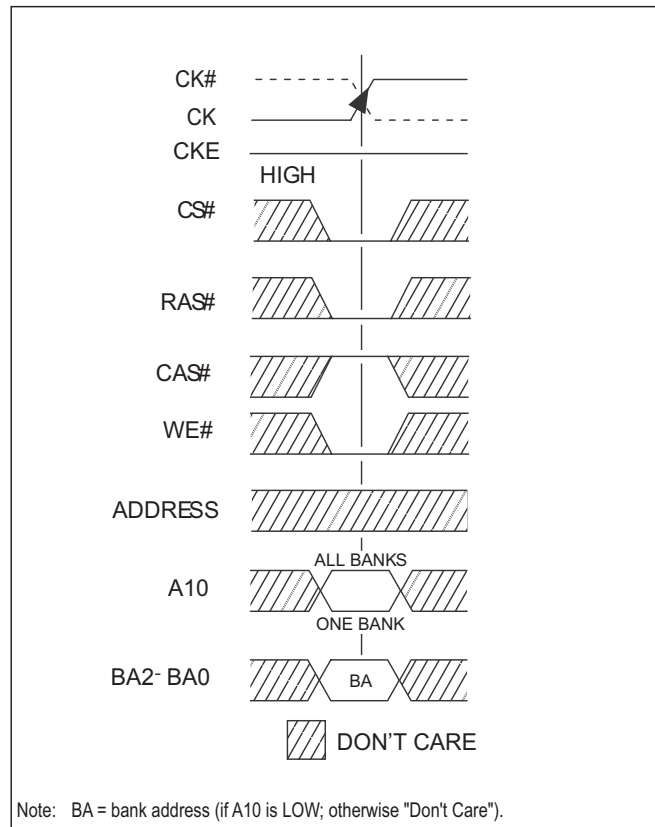 CK#
CK
CKE
HIGH
CS#
RAS#
CAS#
WE#
ADDRESS
ALL BANKS
A10
ONE BANK
BA2- BA0
BA
DON'T CARE
Note: BA = bank address (if A10 is LOW; otherwise "Don't Care").